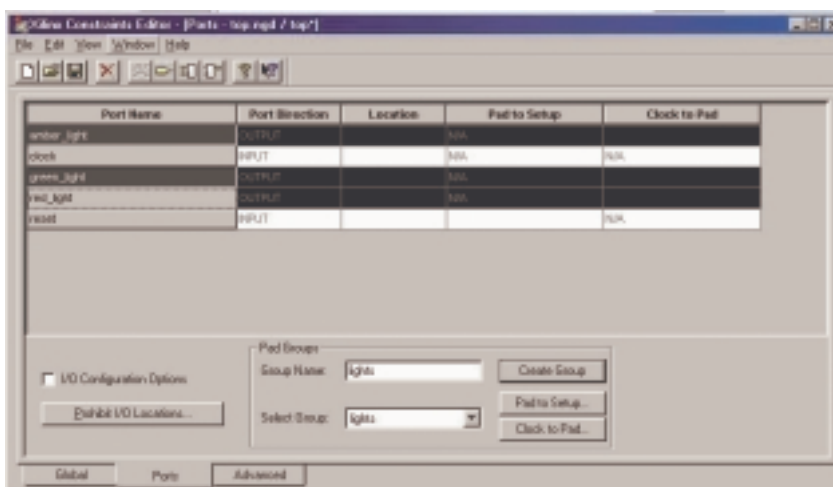 Xilinx Constraints Editor - [Ports - top.ngd / top*]
File Edit View Window Help
Port Name Port Direction Location Pad to Setup Clock to Pad
amber_light OUTPUT N/A
clock INPUT N/A N/A
green_light OUTPUT N/A
red_light OUTPUT N/A
reset INPUT N/A
Pad Groups
I/O Configuration Options
Group Name: lights Create Group
Prohibit I/O Locations...
Select Group: lights Pad to Setup...
Clock to Pad...
Global Ports Advanced